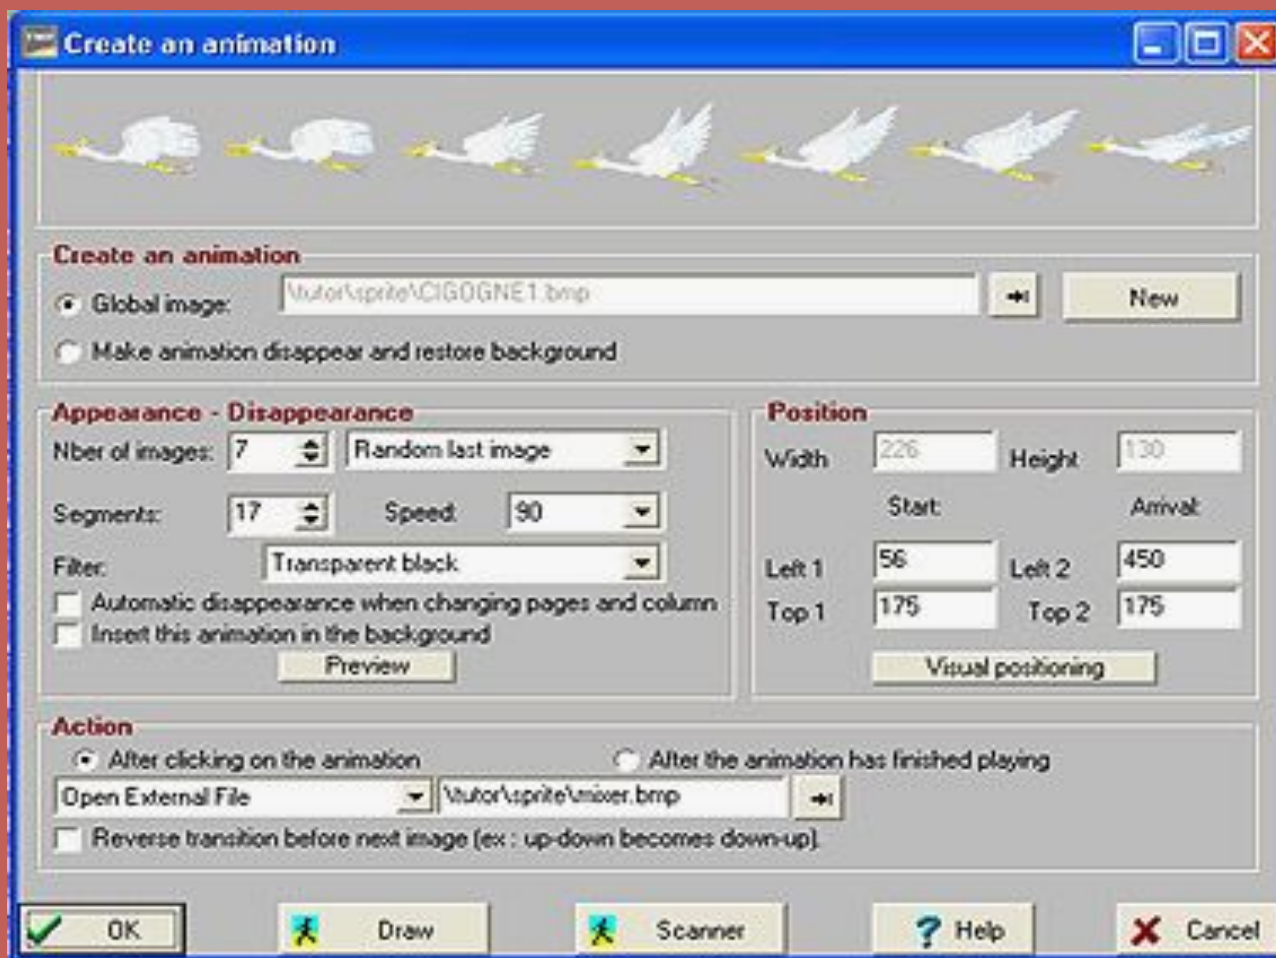 Create an animation
Create an animation
Global image: \tutor\sprite\CIGOGNE1.bmp New
Make animation disappear and restore background
Appearance - Disappearance
Nber of images: 7 Random last image
Segments: 17 Speed: 90
Filter: Transparent black
Automatic disappearance when changing pages and column
Insert this animation in the background
Preview
Position
Width 226 Height 130
Start: Arrival:
Left 1 56 Left 2 450
Top 1 175 Top 2 175
Visual positioning
Action
After clicking on the animation After the animation has finished playing
Open External File \tutor\sprite\mixer.bmp
Reverse transition before next image (ex : up-down becomes down-up).
OK Draw Scanner ? Help Cancel